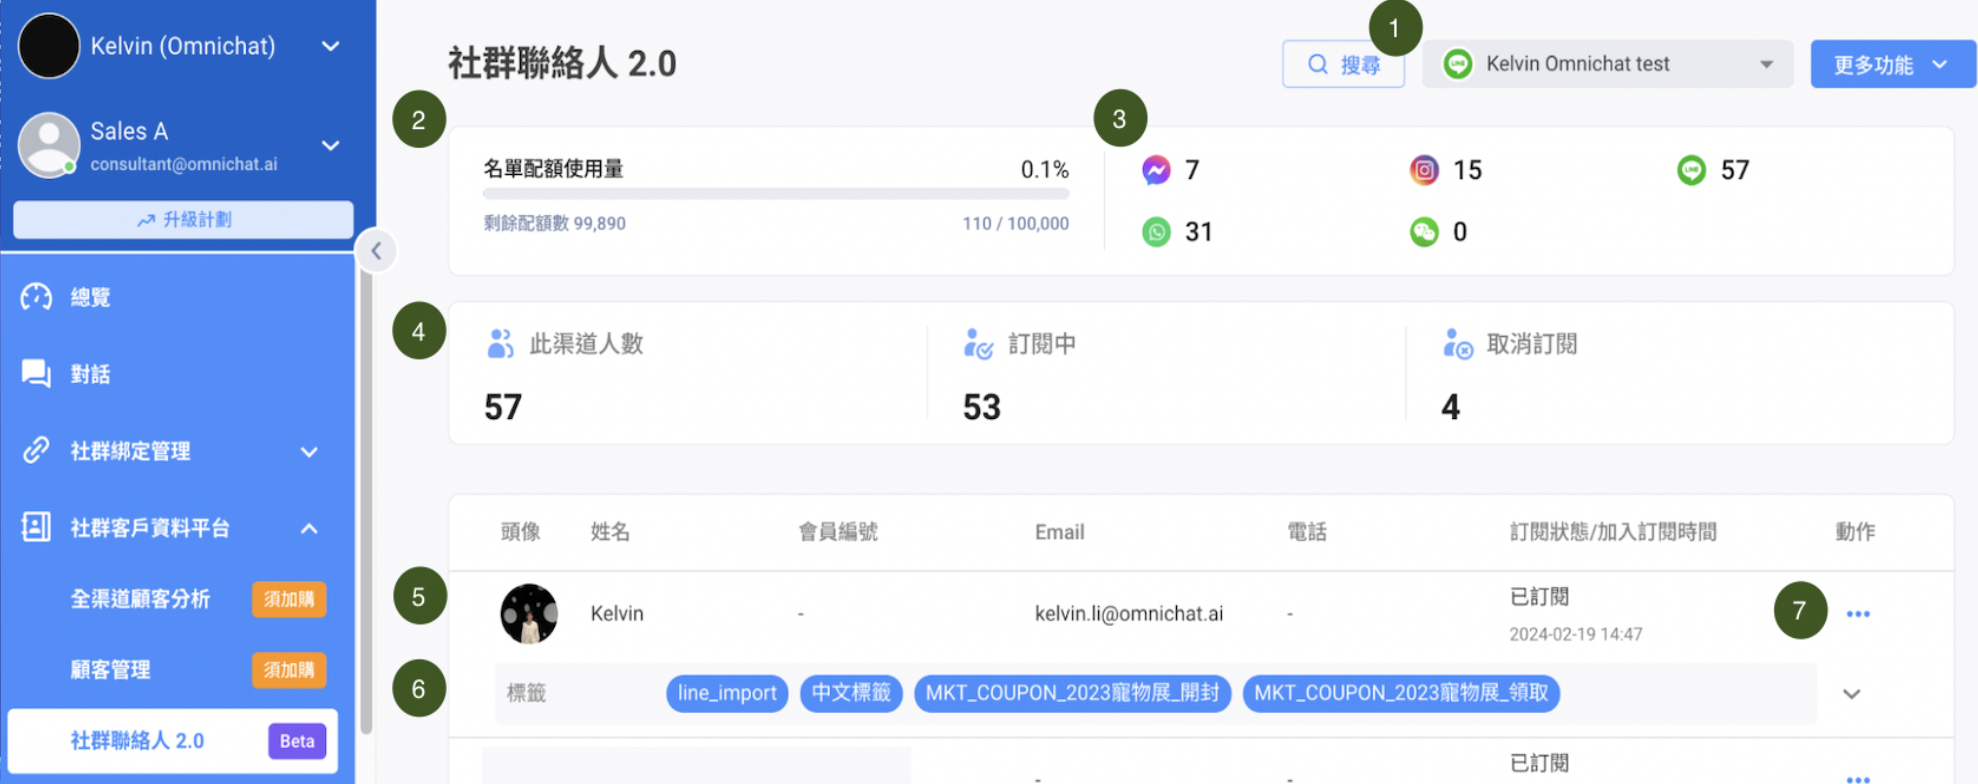 Kelvin (Omnichat)
Sales A
consultant@omnichat.ai
升級計劃
總覽
對話
社群綁定管理
社群客戶資料平台
全渠道顧客分析 須加購
顧客管理 須加購
社群聯絡人 2.0 Beta
社群聯絡人 2.0
搜尋
1
LINE Kelvin Omnichat test
更多功能
2
名單配額使用量 0.1%
剩餘配額數 99,890 110 / 100,000
3
7 15 LINE 57
31 0
4
此渠道人數 訂閱中 取消訂閱
57 53 4
頭像 姓名 會員編號 Email 電話 訂閱狀態/加入訂閱時間 動作
5
Kelvin - kelvin.li@omnichat.ai - 已訂閱
2024-02-19 14:47
7
•••
6
標籤 line_import 中文標籤 MKT_COUPON_2023寵物展_開封 MKT_COUPON_2023寵物展_領取
已訂閱
- - •••